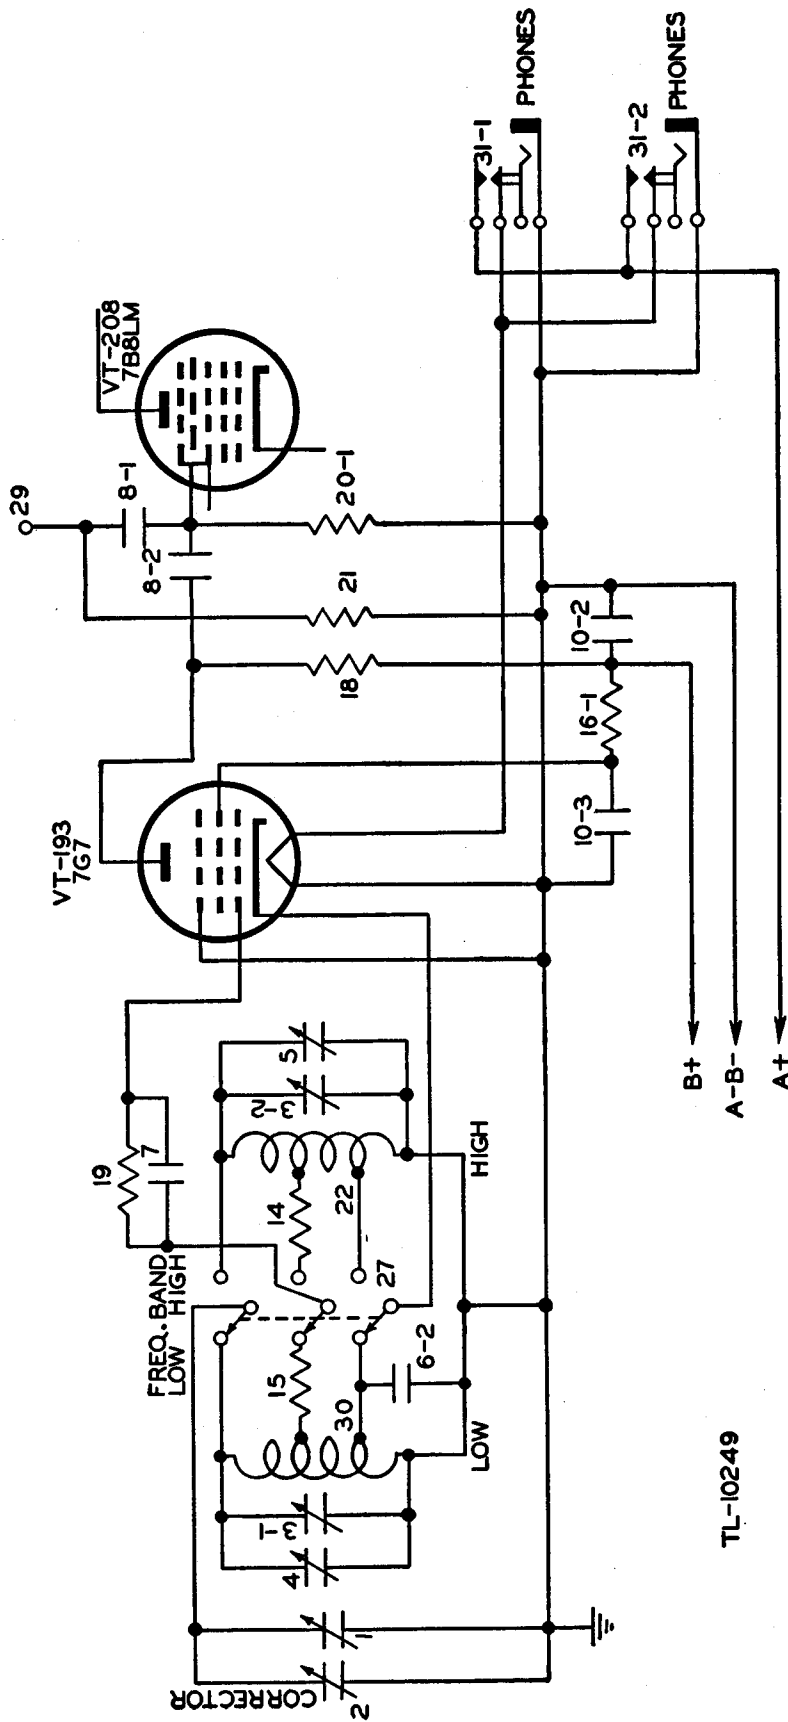 CORRECTOR
2
1
4
3-1
LOW
30
15
6-2
FREQ. BAND
LOW HIGH
27
14
22
HIGH
3-2
5
19
7
VT-193
7G7
10-3
16-1
10-2
18
21
20-1
8-2
8-1
29
VT-208
7B8LM
31-1
PHONES
31-2
PHONES
B+
A-B-
A+
TL-10249